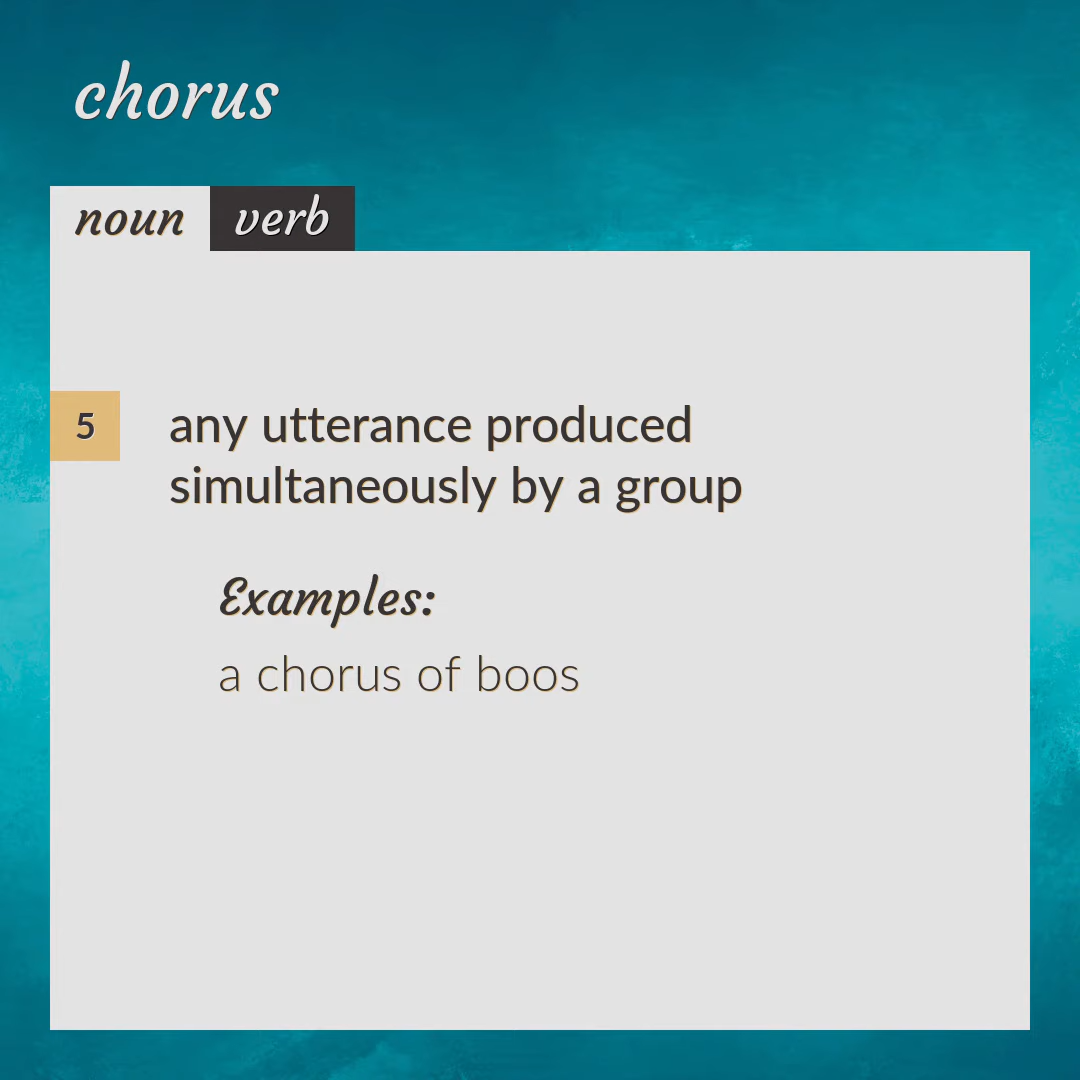 chorus
noun verb
5 any utterance produced
simultaneously by a group
Examples:
a chorus of boos